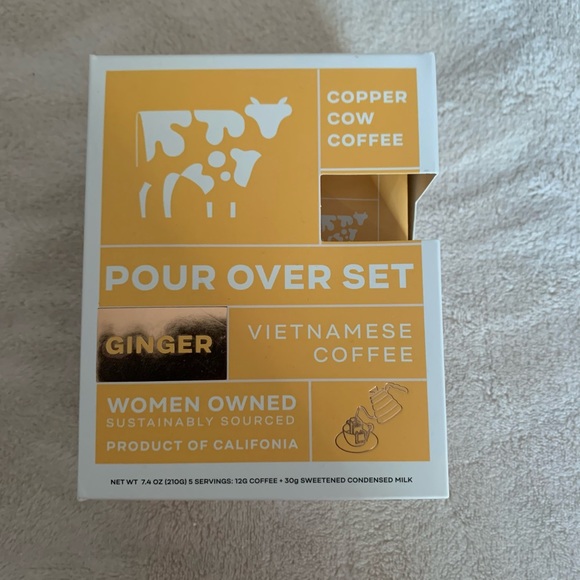 COPPER
COW
COFFEE
POUR OVER SET
GINGER
VIETNAMESE
COFFEE
WOMEN OWNED
SUSTAINABLY SOURCED
PRODUCT OF CALIFONIA
NET WT 7.4 OZ (210G) 5 SERVINGS: 12G COFFEE + 30g SWEETENED CONDENSED MILK